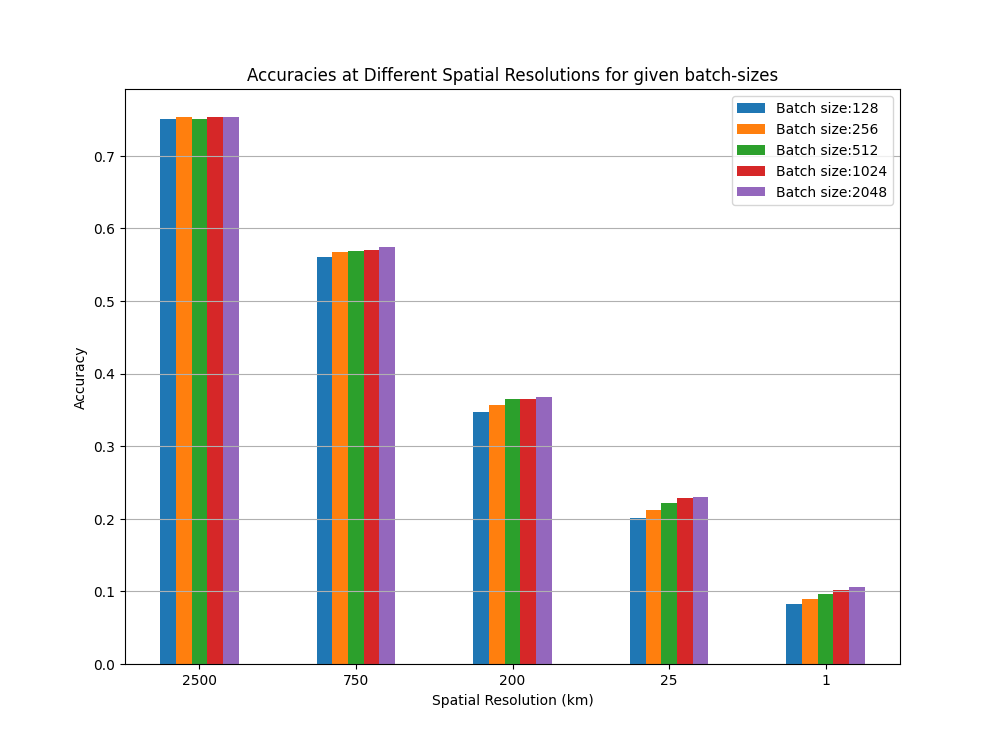 Accuracies at Different Spatial Resolutions for given batch-sizes
Batch size:128
Batch size:256
Batch size:512
Batch size:1024
Batch size:2048
0.7
0.6
0.5
0.4
0.3
0.2
0.1
0.0
Accuracy
2500 750 200 25 1
Spatial Resolution (km)